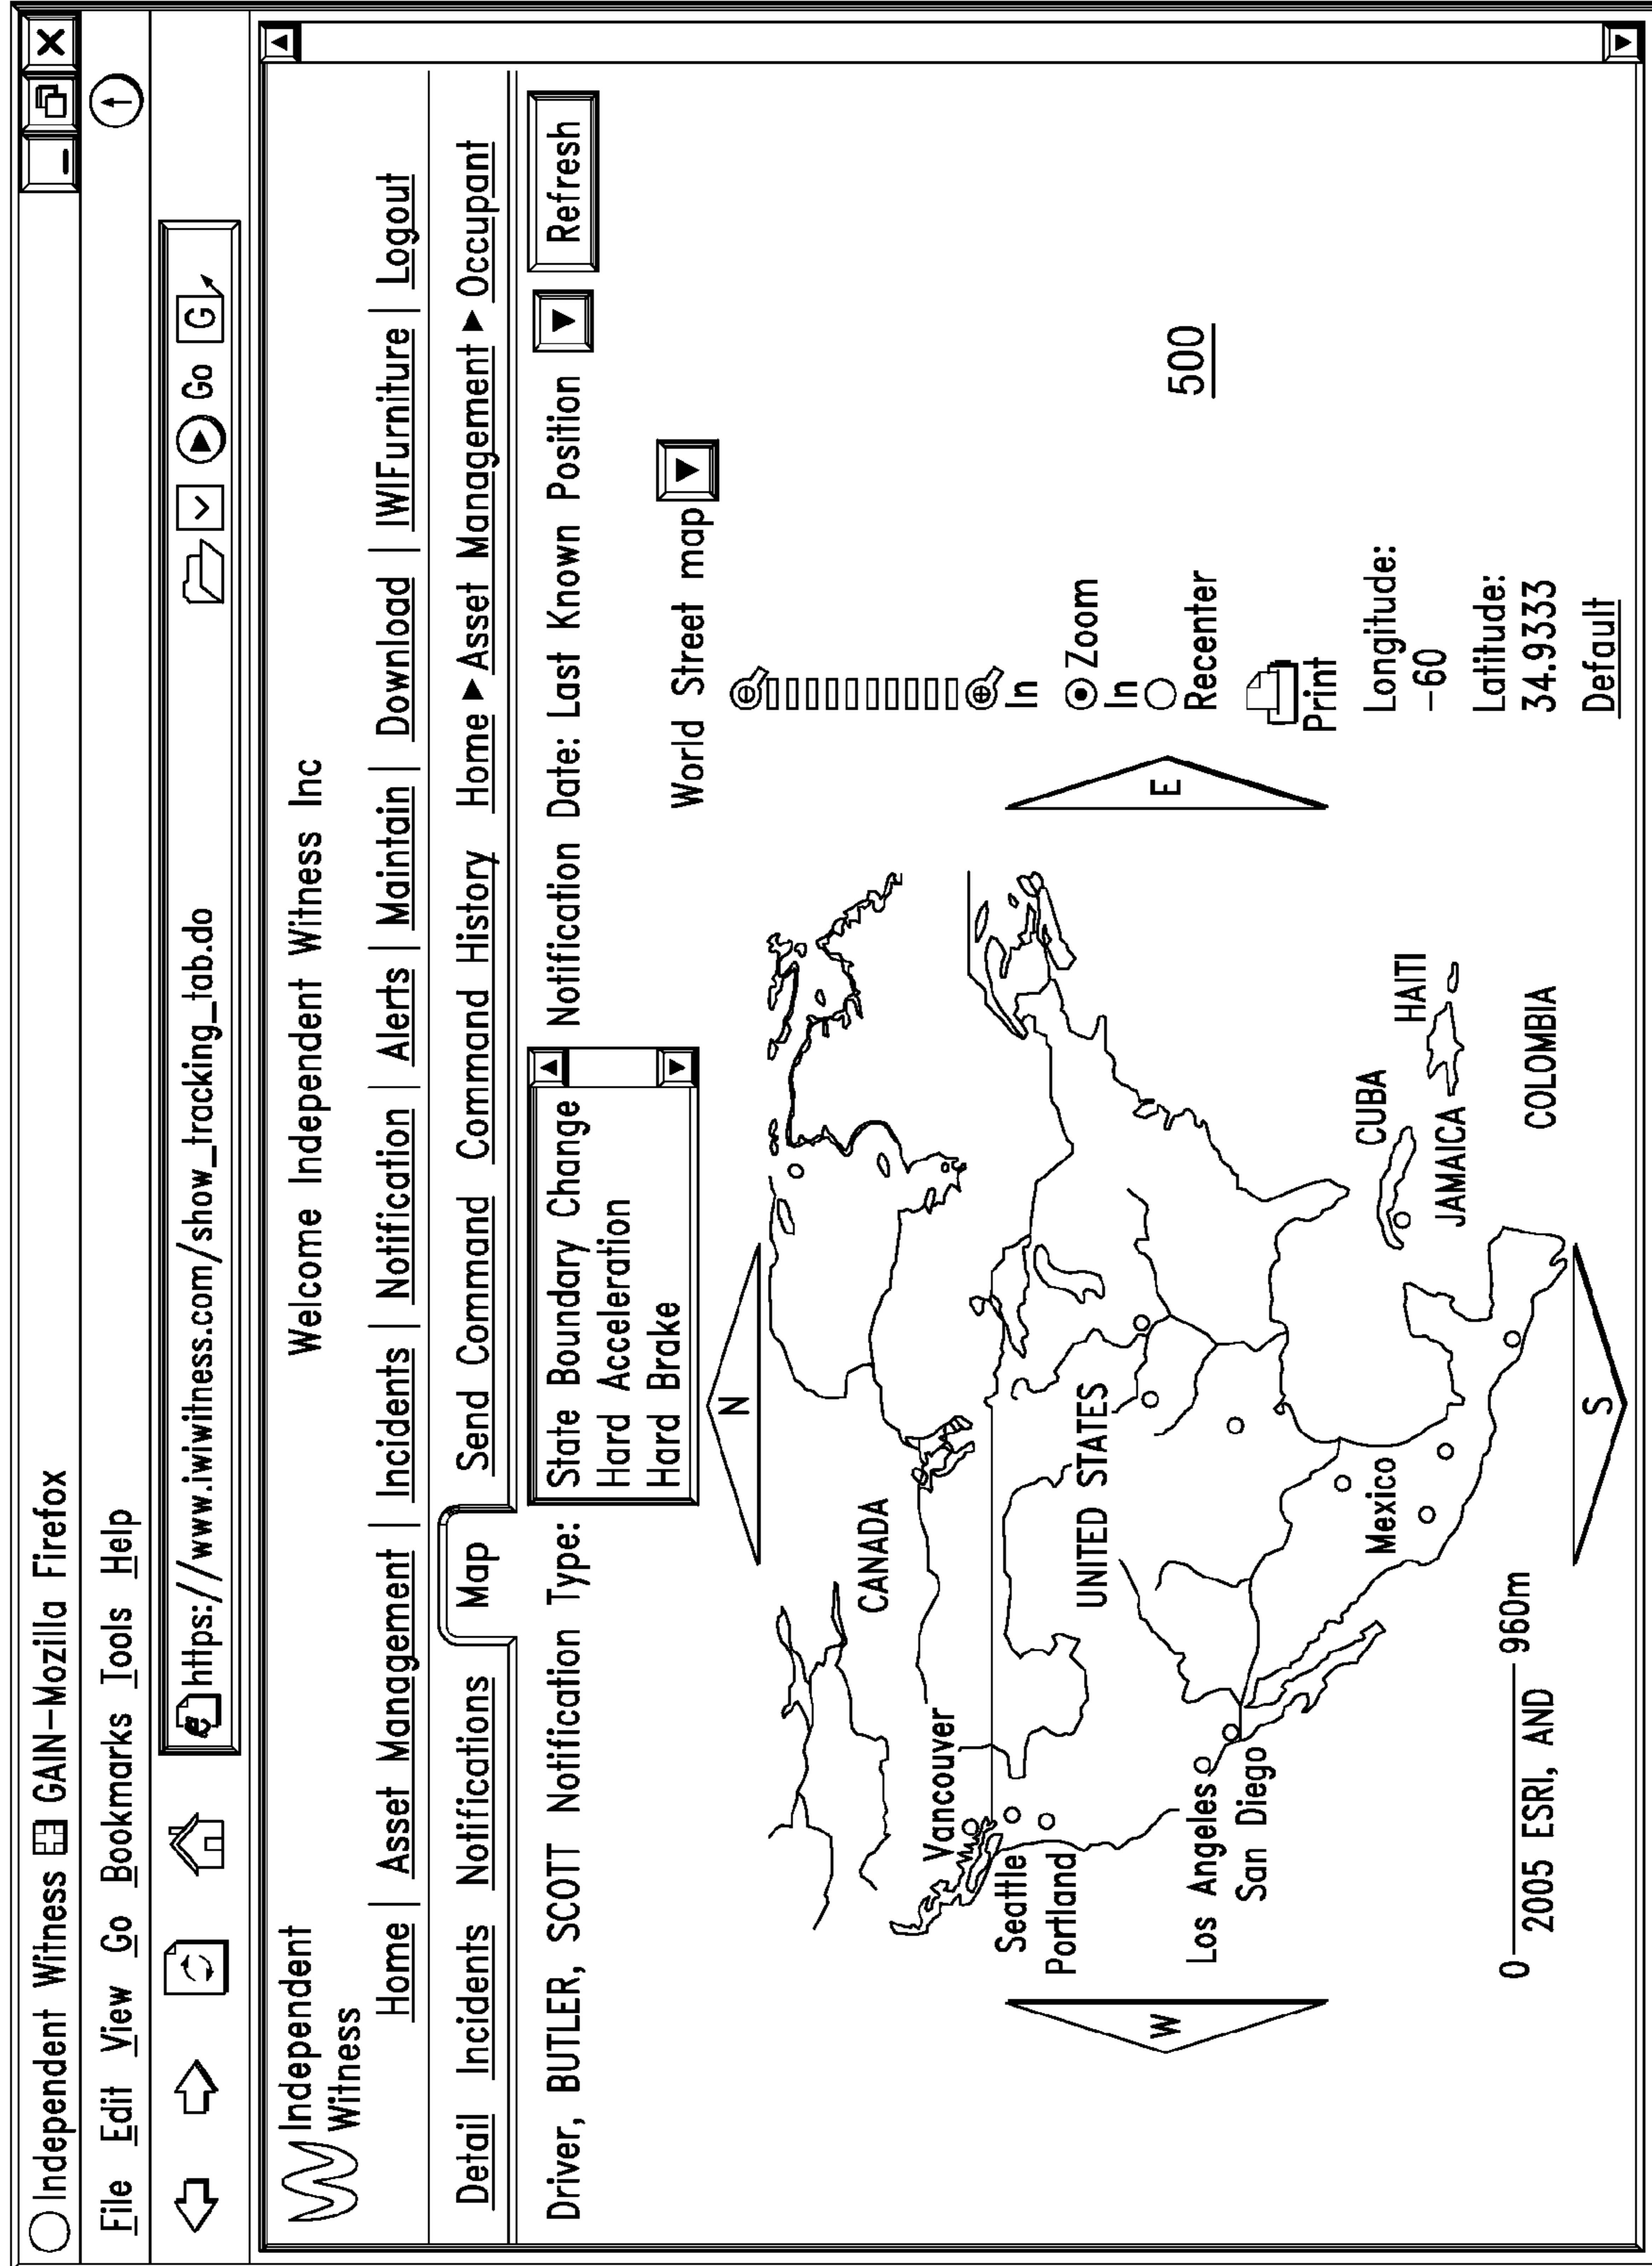 Independent Witness GAIN-Mozilla Firefox
File Edit View Go Bookmarks Tools Help
https://www.iwiwitness.com/show_tracking_tab.do Go G
Independent
Witness
Welcome Independent Witness Inc
Home | Asset Management | Incidents | Notification | Alerts | Maintain | Download | IWIFurniture | Logout
Detail Incidents Notifications Map Send Command Command History Home ▶ Asset Management ▶ Occupant
Driver, BUTLER, SCOTT Notification Type: State Boundary Change Notification Date: Last Known Position Refresh
Hard Acceleration
Hard Brake
World Street map
N
CANADA
Vancouver
Seattle
Portland
UNITED STATES
Los Angeles
San Diego
Mexico
CUBA
HAITI
JAMAICA
COLOMBIA
W
E
S
0 960m
2005 ESRI, AND
In
Zoom
In
Recenter
Print
Longitude:
-60
Latitude:
34.9333
Default
500